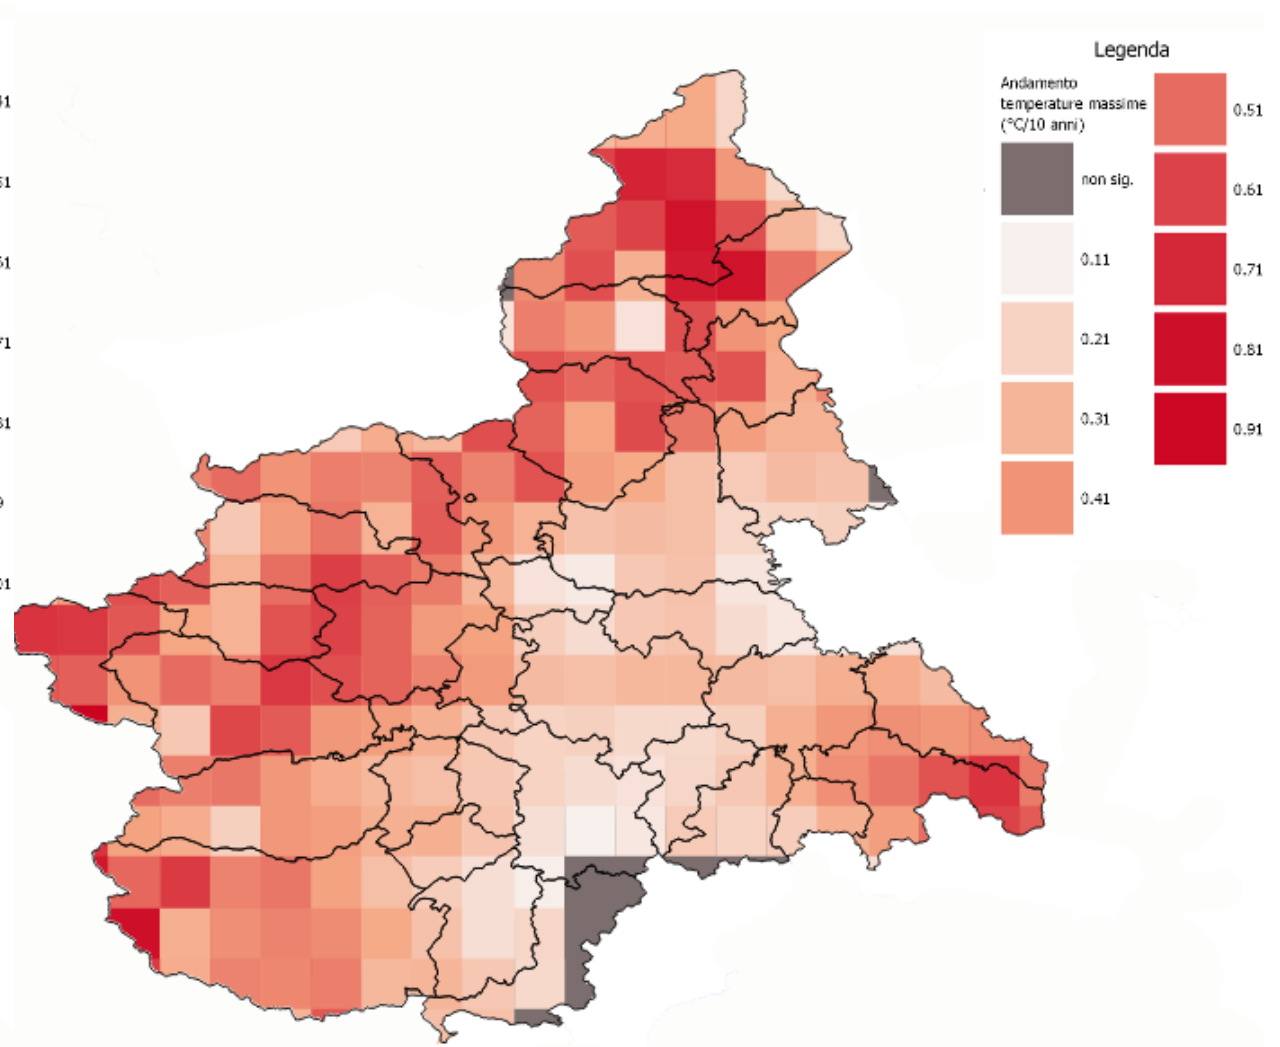 Legenda
Andamento
temperature massime
(°C/10 anni)
non sig.
0.11
0.21
0.31
0.41
0.51
0.61
0.71
0.81
0.91